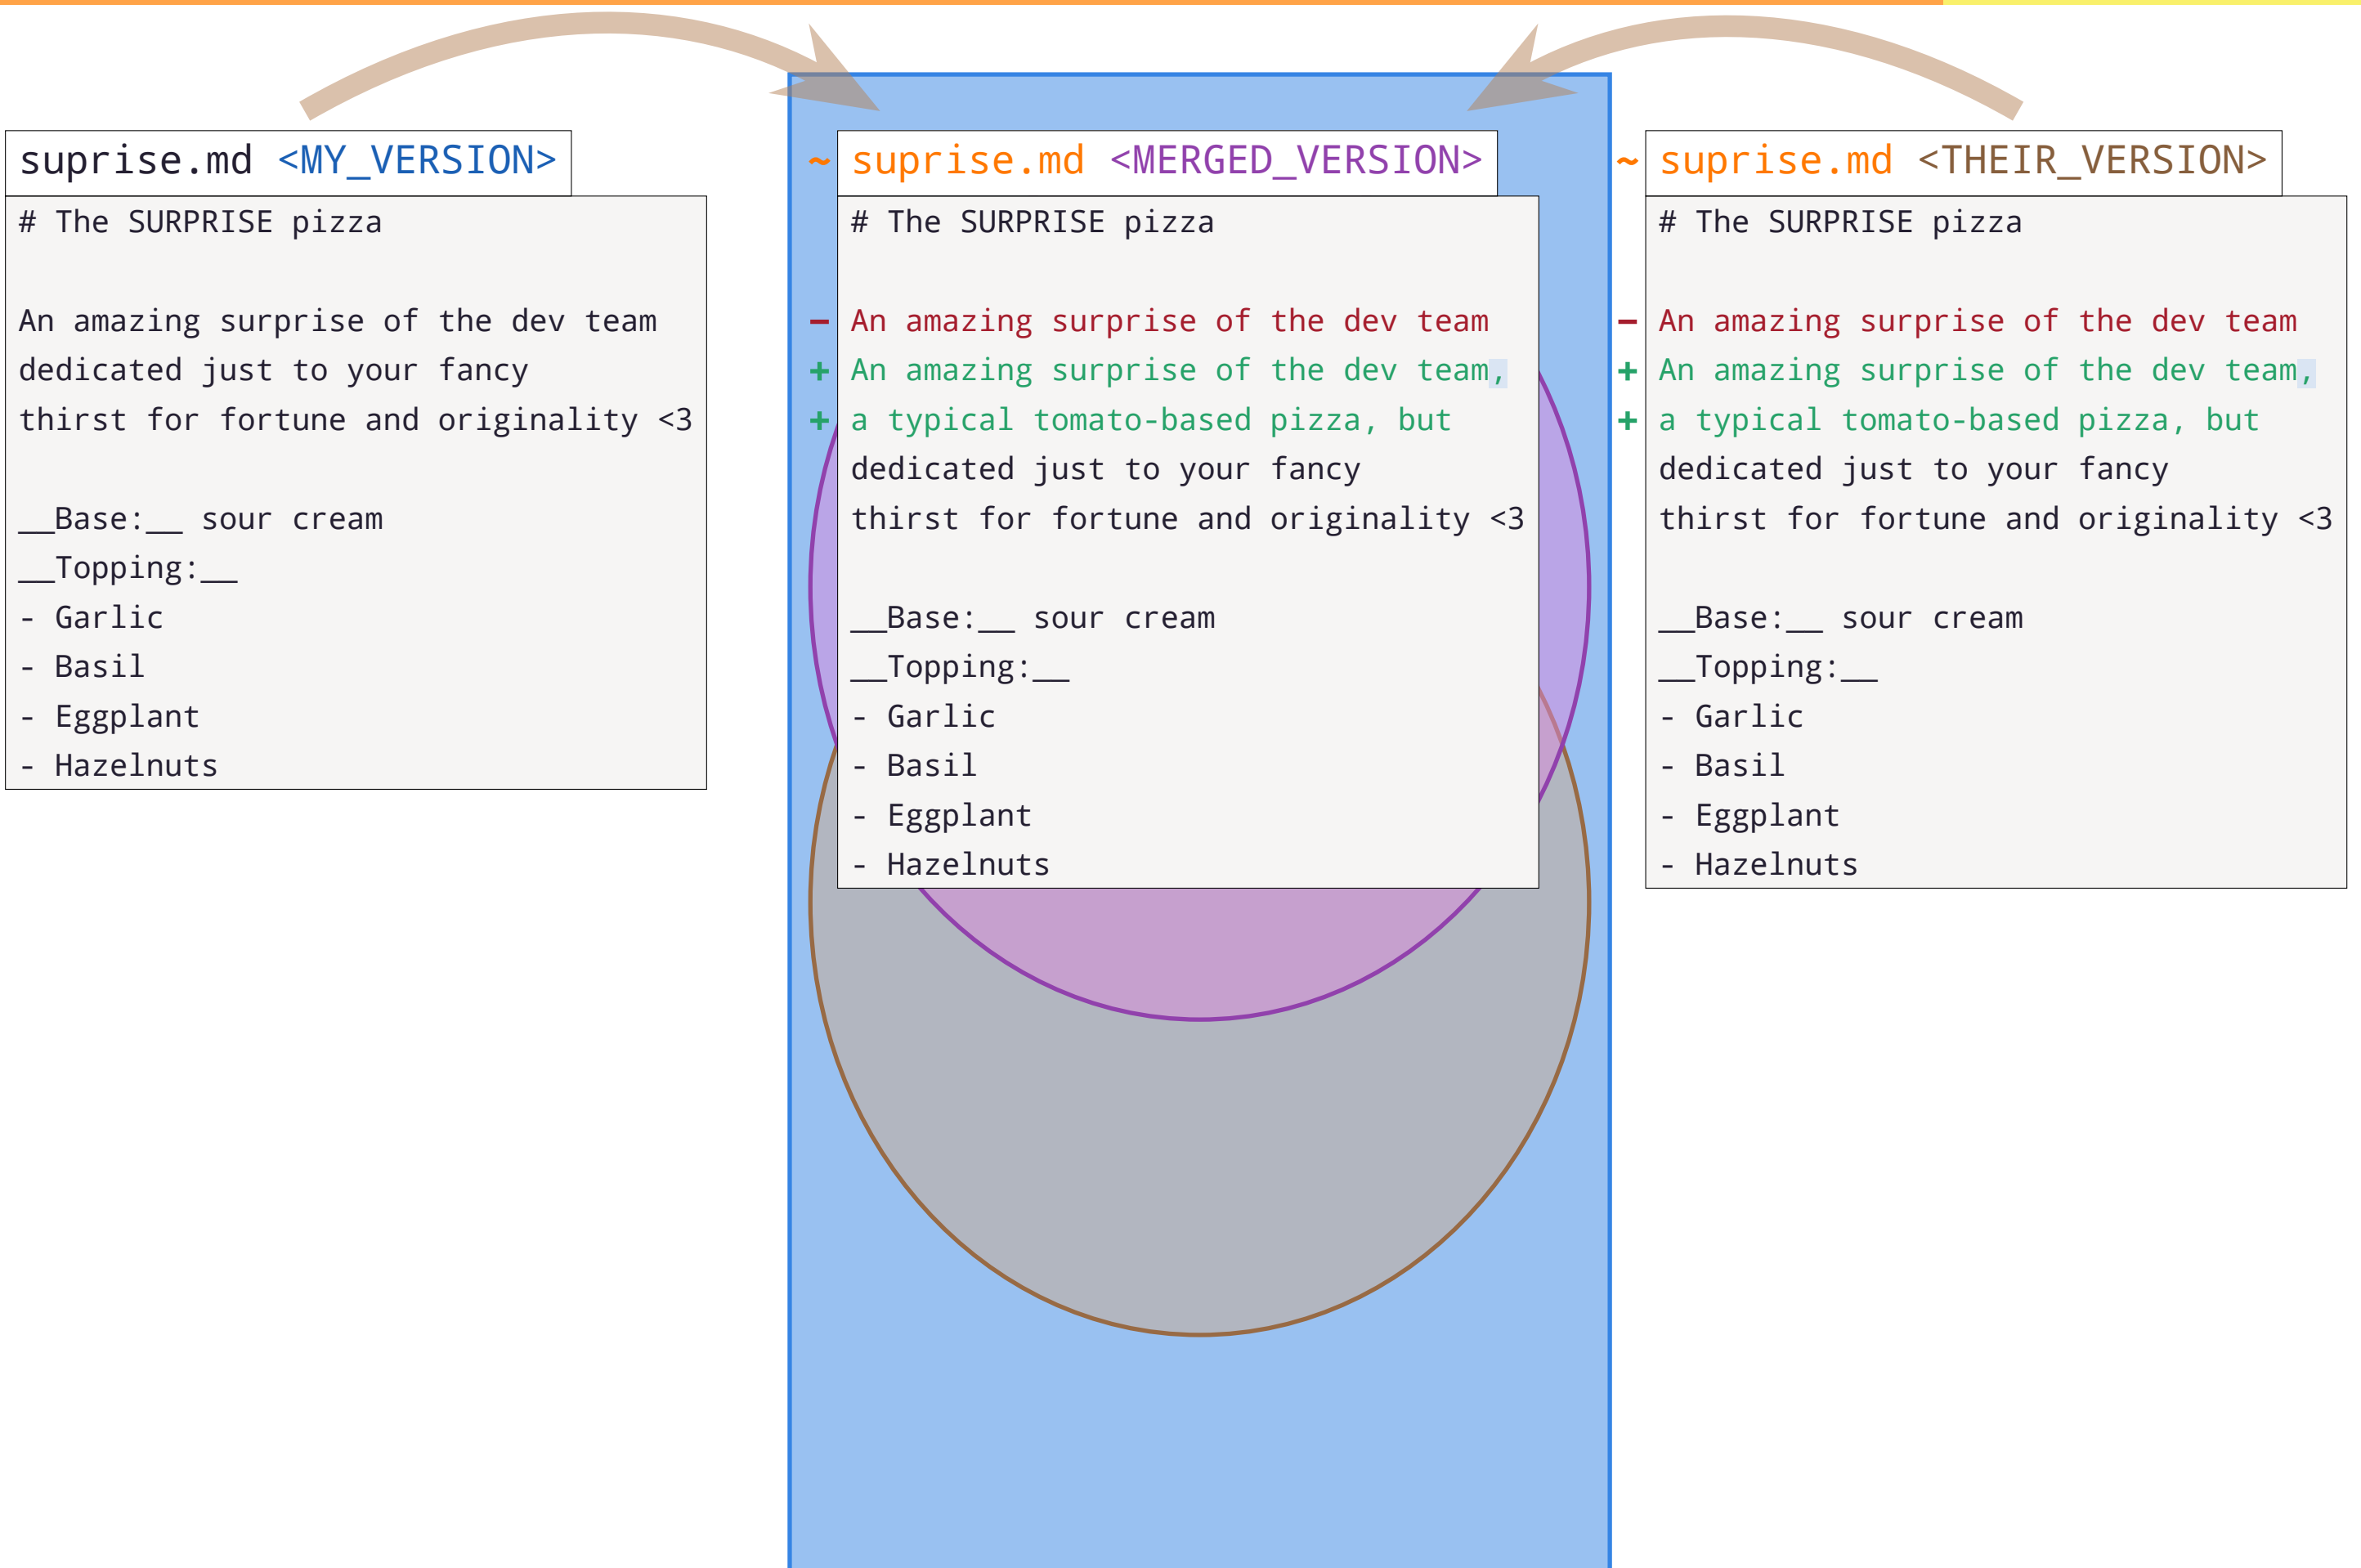 suprise.md <MY_VERSION>
# The SURPRISE pizza
An amazing surprise of the dev team
dedicated just to your fancy
thirst for fortune and originality <3
__Base:__ sour cream
__Topping:__
- Garlic
- Basil
- Eggplant
- Hazelnuts
~ suprise.md <MERGED_VERSION>
# The SURPRISE pizza
- An amazing surprise of the dev team
+ An amazing surprise of the dev team,
+ a typical tomato-based pizza, but
dedicated just to your fancy
thirst for fortune and originality <3
__Base:__ sour cream
__Topping:__
- Garlic
- Basil
- Eggplant
- Hazelnuts
~ suprise.md <THEIR_VERSION>
# The SURPRISE pizza
- An amazing surprise of the dev team
+ An amazing surprise of the dev team,
+ a typical tomato-based pizza, but
dedicated just to your fancy
thirst for fortune and originality <3
__Base:__ sour cream
__Topping:__
- Garlic
- Basil
- Eggplant
- Hazelnuts